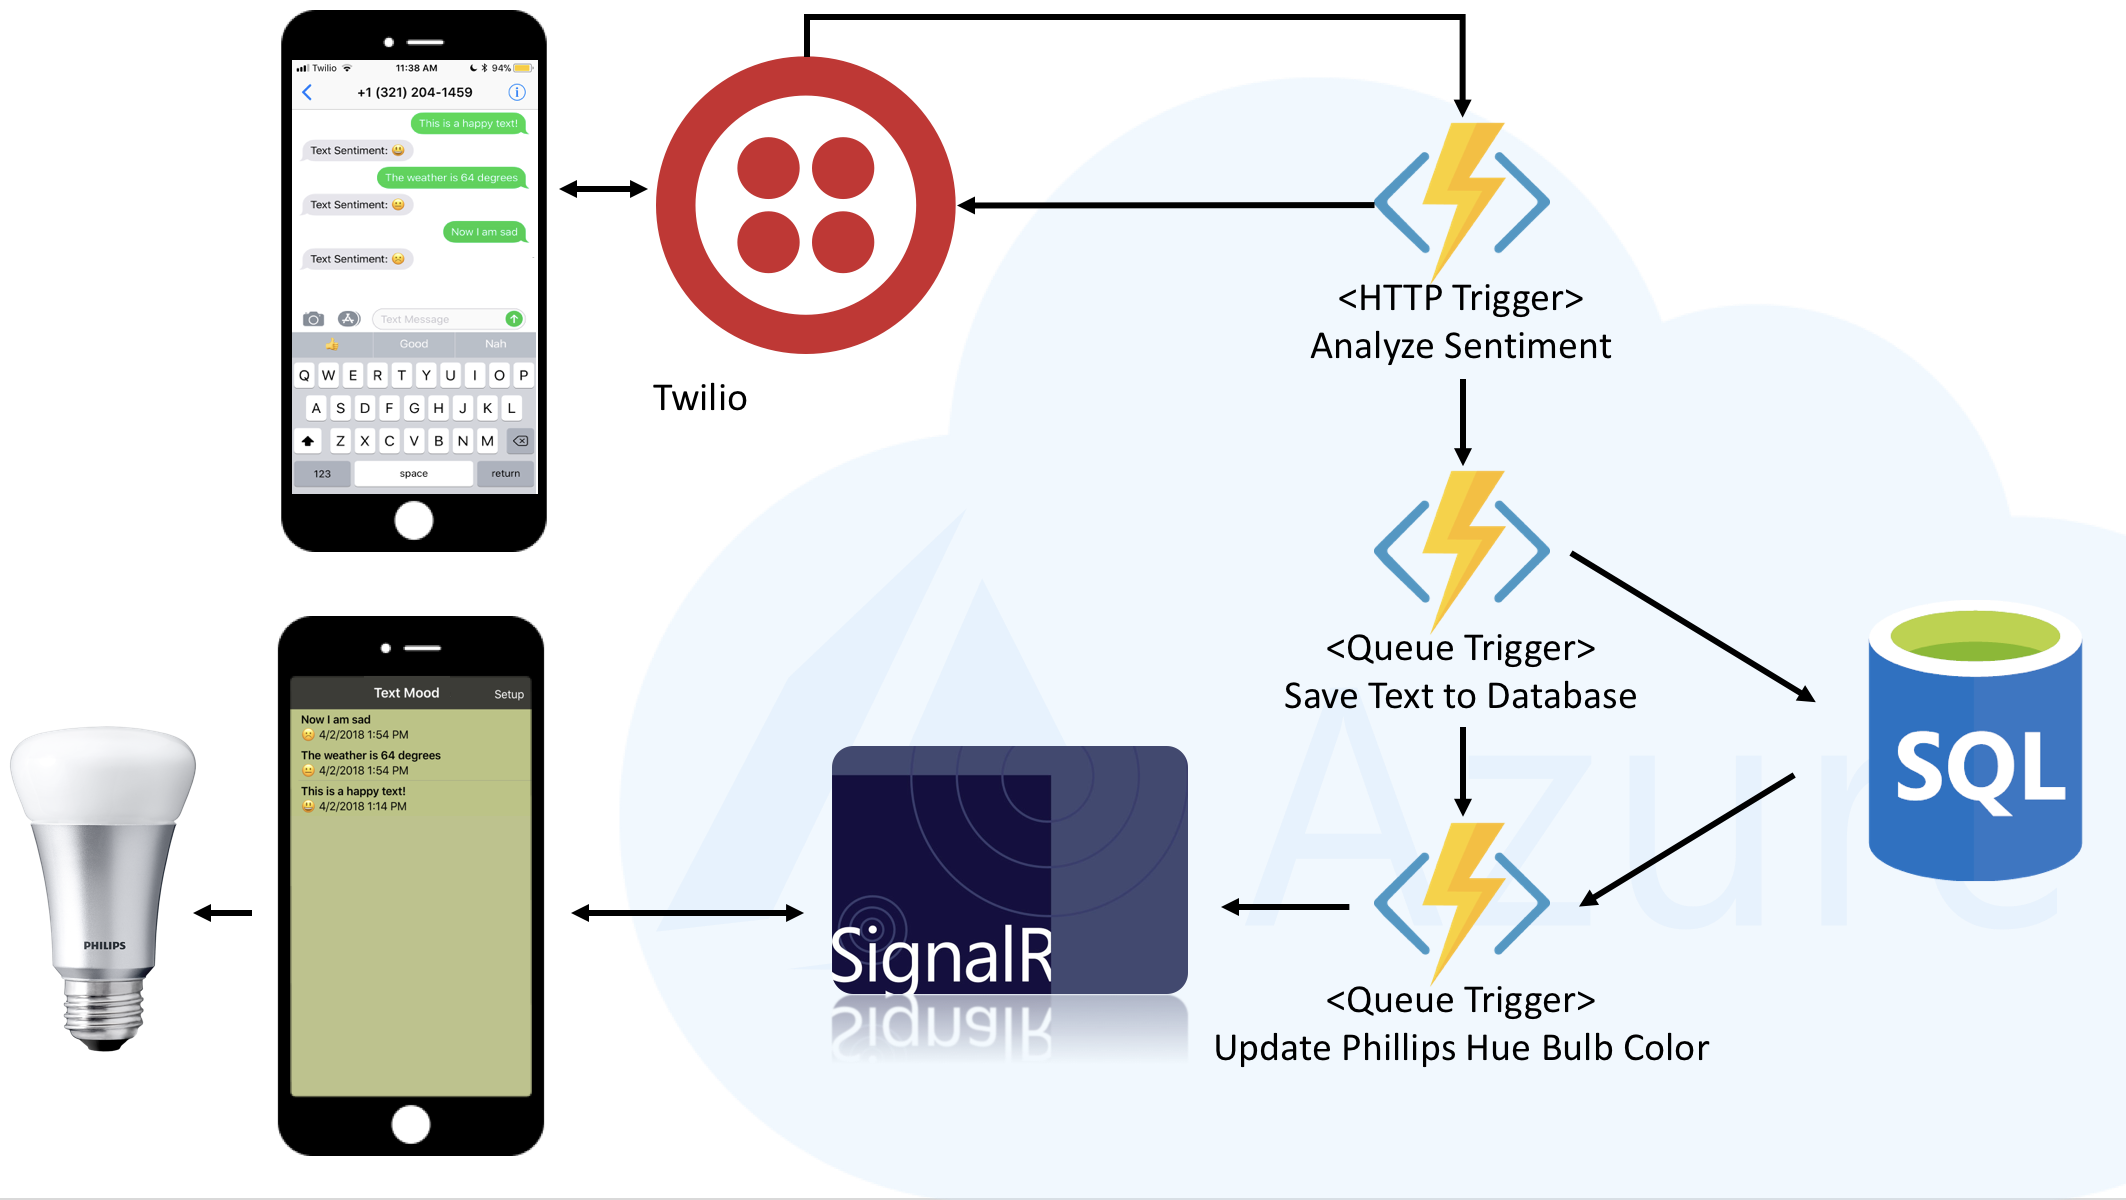 Twilio
11:38 AM
94%
+1 (321) 204-1459
This is a happy text!
Text Sentiment: 😃
The weather is 64 degrees
Text Sentiment: 😐
Now I am sad
Text Sentiment: ☹️
Text Message
👍 Good Nah
Q W E R T Y U I O P
A S D F G H J K L
Z X C V B N M
123 space return
Twilio
<HTTP Trigger>
Analyze Sentiment
<Queue Trigger>
Save Text to Database
SQL
Azure
<Queue Trigger>
Update Phillips Hue Bulb Color
SignalR
Text Mood
Setup
Now I am sad
☹️ 4/2/2018 1:54 PM
The weather is 64 degrees
😐 4/2/2018 1:54 PM
This is a happy text!
😃 4/2/2018 1:14 PM
PHILIPS